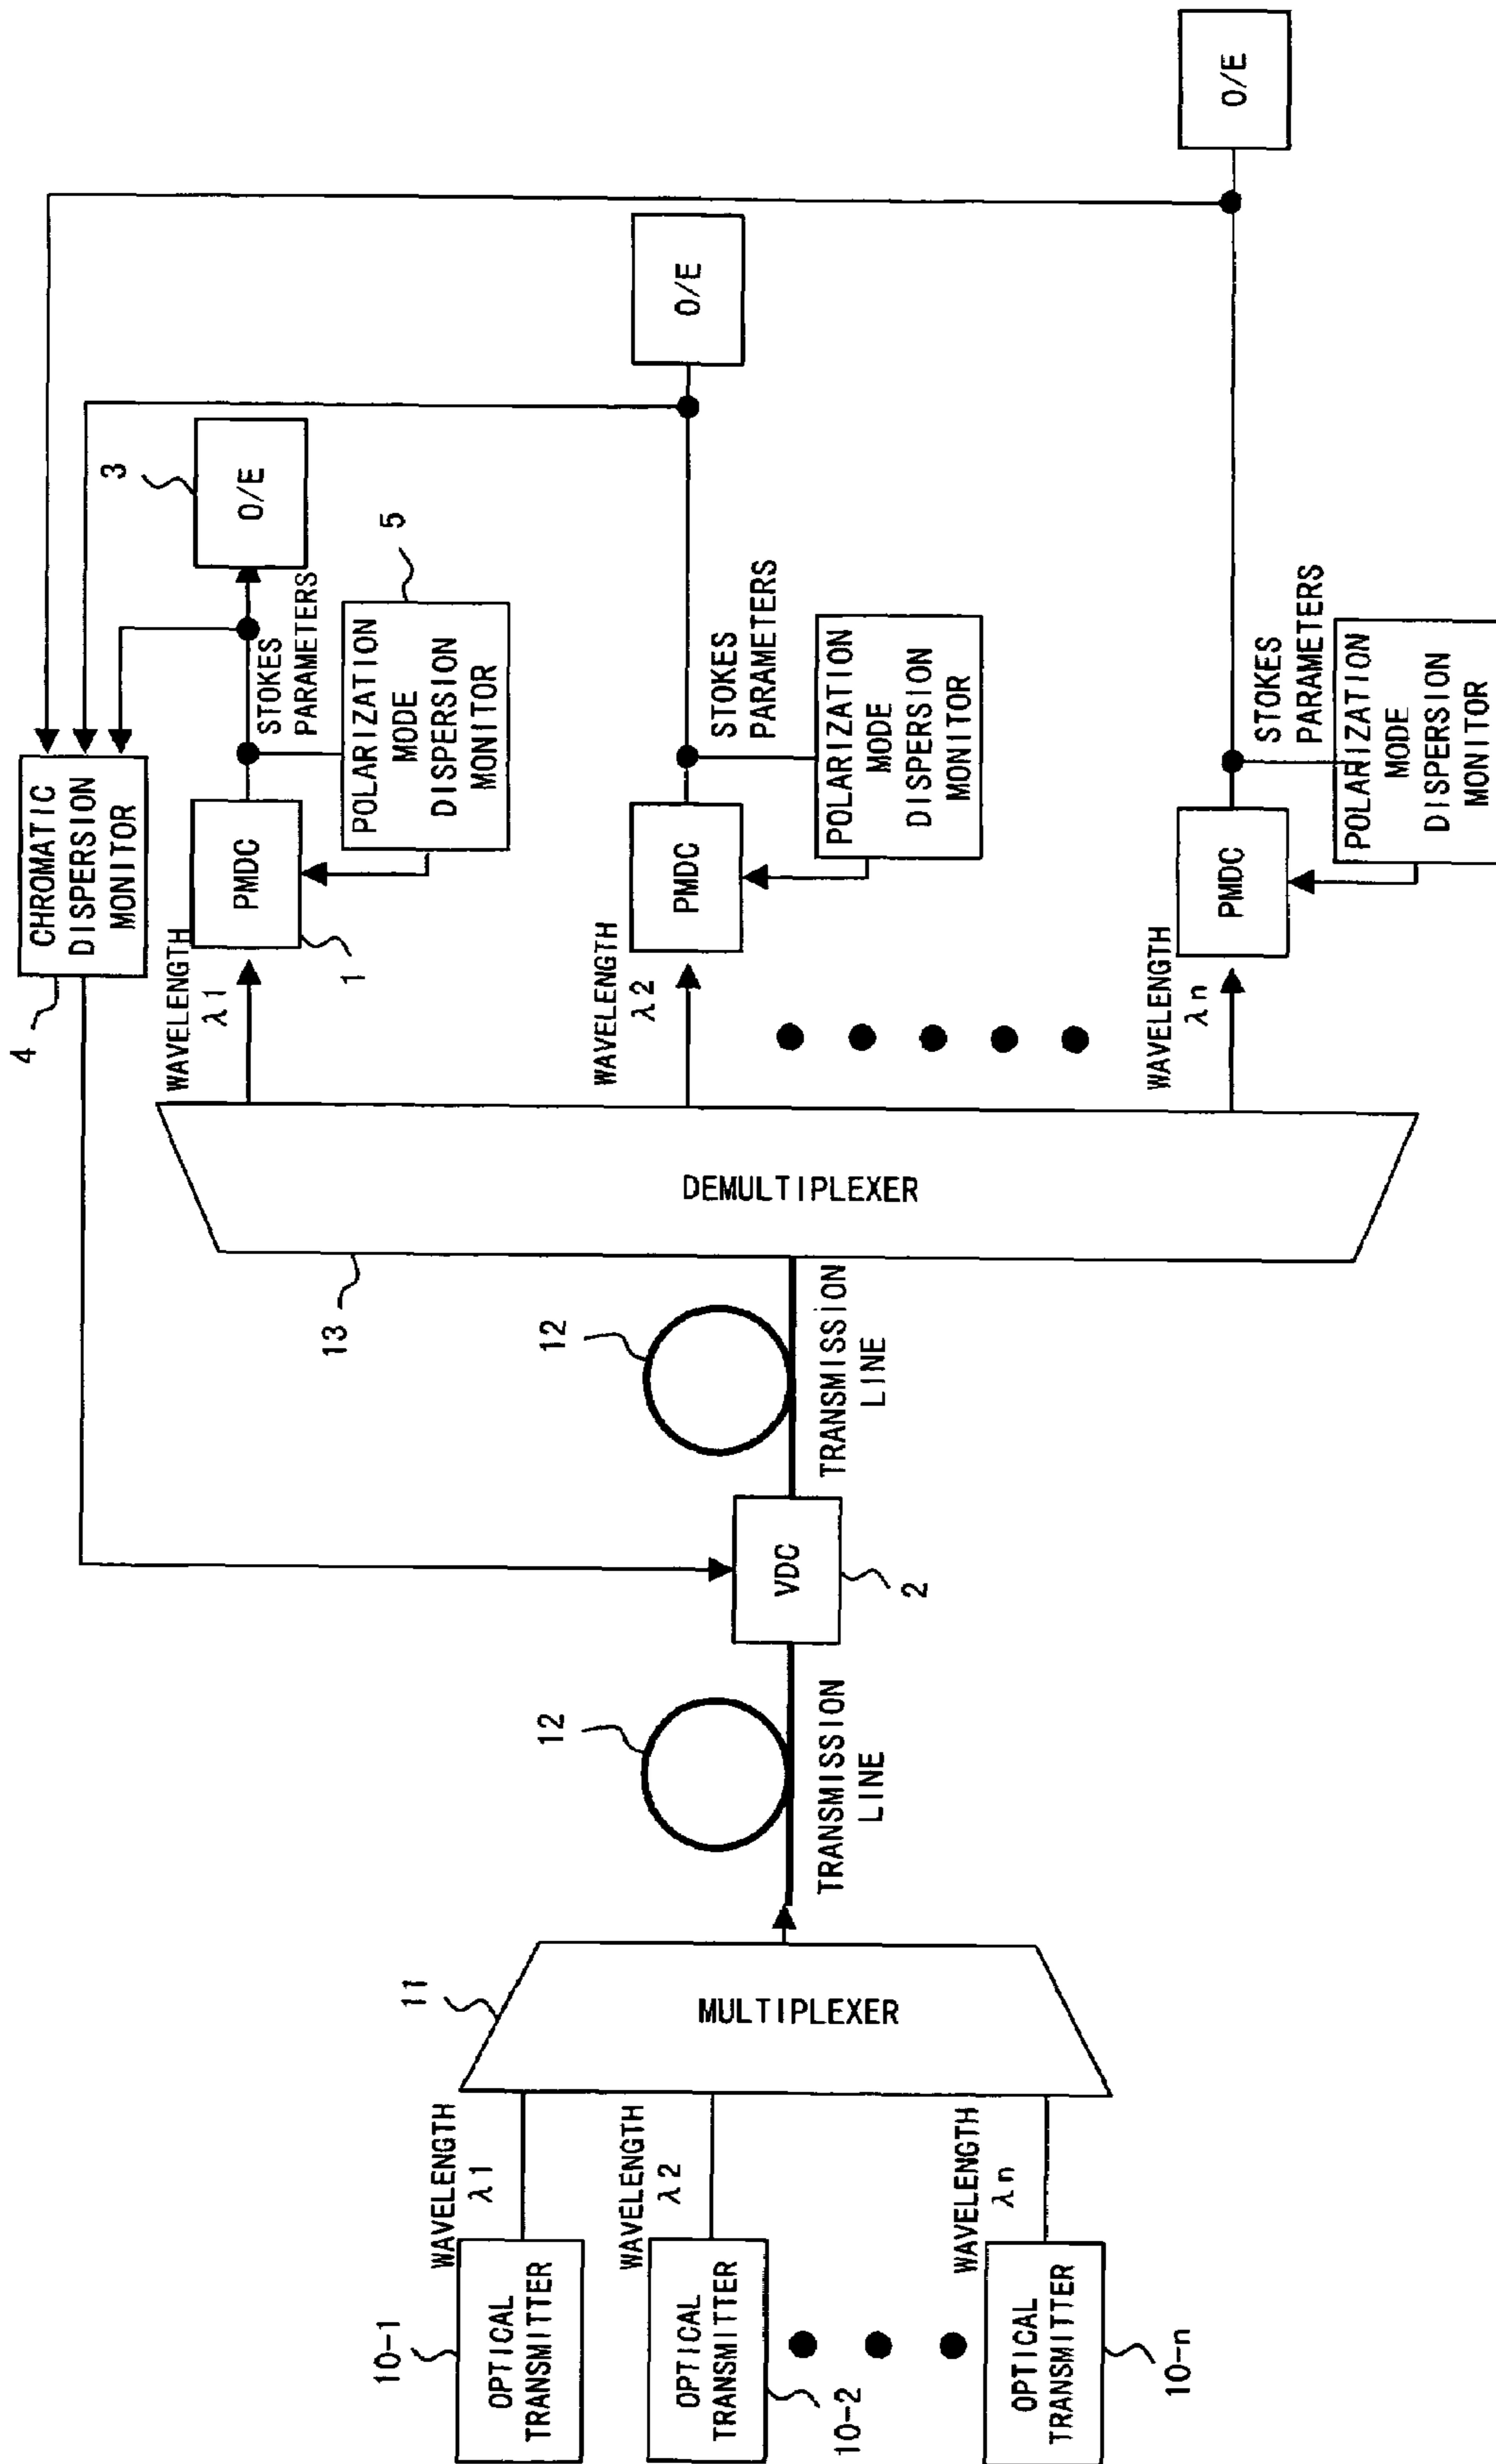 4
CHROMATIC
DISPERSION
MONITOR
WAVELENGTH
λ1
PMDC
1
STOKES
PARAMETERS
3
O/E
5
POLARIZATION
MODE
DISPERSION
MONITOR
10-1
OPTICAL
TRANSMITTER
WAVELENGTH
λ1
10-2
OPTICAL
TRANSMITTER
WAVELENGTH
λ2
10-n
OPTICAL
TRANSMITTER
WAVELENGTH
λn
11
MULTIPLEXER
12
TRANSMISSION
LINE
VDC
2
12
TRANSMISSION
LINE
13
DEMULTIPLEXER
WAVELENGTH
λ2
PMDC
STOKES
PARAMETERS
POLARIZATION
MODE
DISPERSION
MONITOR
O/E
WAVELENGTH
λn
PMDC
STOKES
PARAMETERS
POLARIZATION
MODE
DISPERSION
MONITOR
O/E